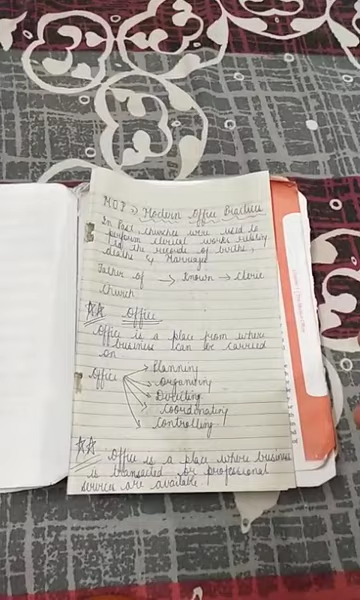 M.O.P → Modern Office Practice
In Past, churches were used to
perform clerical works relating
to the records of births,
deaths & Marriages
Father of → known → cleric
Church
Office
Office is a place from where
business can be carried
on
Office → Planning
→ Organizing
→ Directing
→ Coordinating
→ Controlling
Office is a place where business
is transacted or professional
services are available.